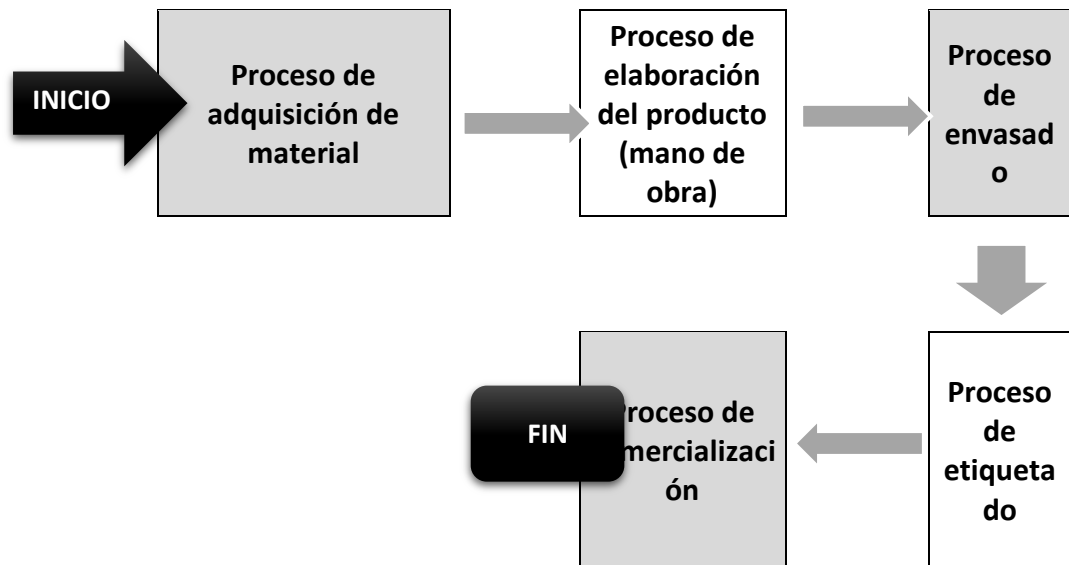 INICIO
Proceso de
adquisición de
material
Proceso de
elaboración
del producto
(mano de
obra)
Proceso
de
envasad
o
Proceso
de
etiqueta
do
FIN
roceso de
mercializaci
ón